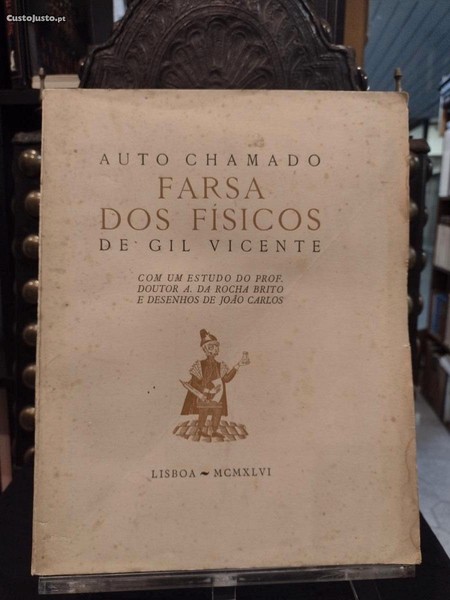 CustoJusto.pt
AUTO CHAMADO
FARSA
DOS FÍSICOS
DE GIL VICENTE
COM UM ESTUDO DO PROF.
DOUTOR A. DA ROCHA BRITO
E DESENHOS DE JOÃO CARLOS
LISBOA ~ MCMXLVI